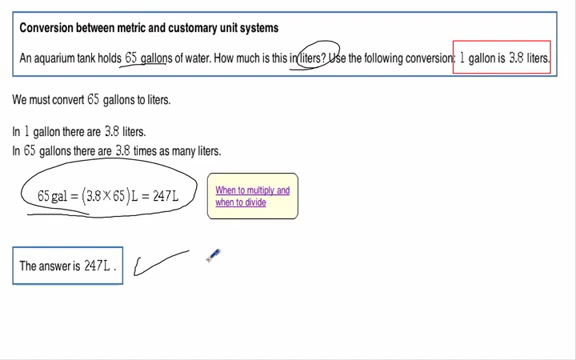 Conversion between metric and customary unit systems
An aquarium tank holds 65 gallons of water. How much is this in liters? Use the following conversion: 1 gallon is 3.8 liters.
We must convert 65 gallons to liters.
In 1 gallon there are 3.8 liters.
In 65 gallons there are 3.8 times as many liters.
65 gal = (3.8×65) L = 247L
When to multiply and
when to divide
The answer is 247L .